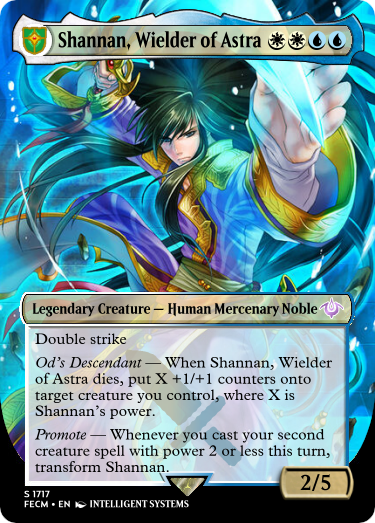 Shannan, Wielder of Astra
Legendary Creature — Human Mercenary Noble
Double strike
Od's Descendant — When Shannan, Wielder
of Astra dies, put X +1/+1 counters onto
target creature you control, where X is
Shannan's power.
Promote — Whenever you cast your second
creature spell with power 2 or less this turn,
transform Shannan.
2/5
S 1717
FECM • EN INTELLIGENT SYSTEMS